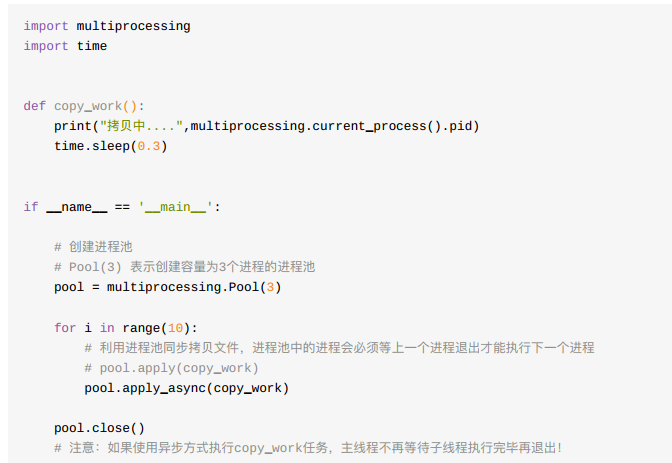 import multiprocessing
import time
def copy_work():
    print("拷贝中....",multiprocessing.current_process().pid)
    time.sleep(0.3)
if __name__ == '__main__':
    # 创建进程池
    # Pool(3) 表示创建容量为3个进程的进程池
    pool = multiprocessing.Pool(3)
    for i in range(10):
        # 利用进程池同步拷贝文件，进程池中的进程会必须等上一个进程退出才能执行下一个进程
        # pool.apply(copy_work)
        pool.apply_async(copy_work)
    pool.close()
    # 注意：如果使用异步方式执行copy_work任务，主线程不再等待子线程执行完毕再退出！